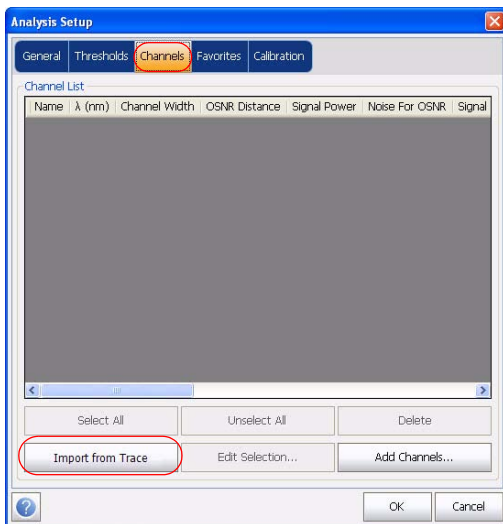 Analysis Setup
General Thresholds Channels Favorites Calibration
Channel List
Name λ (nm) Channel Width OSNR Distance Signal Power Noise For OSNR Signal
Select All Unselect All Delete
Import from Trace Edit Selection... Add Channels...
? OK Cancel